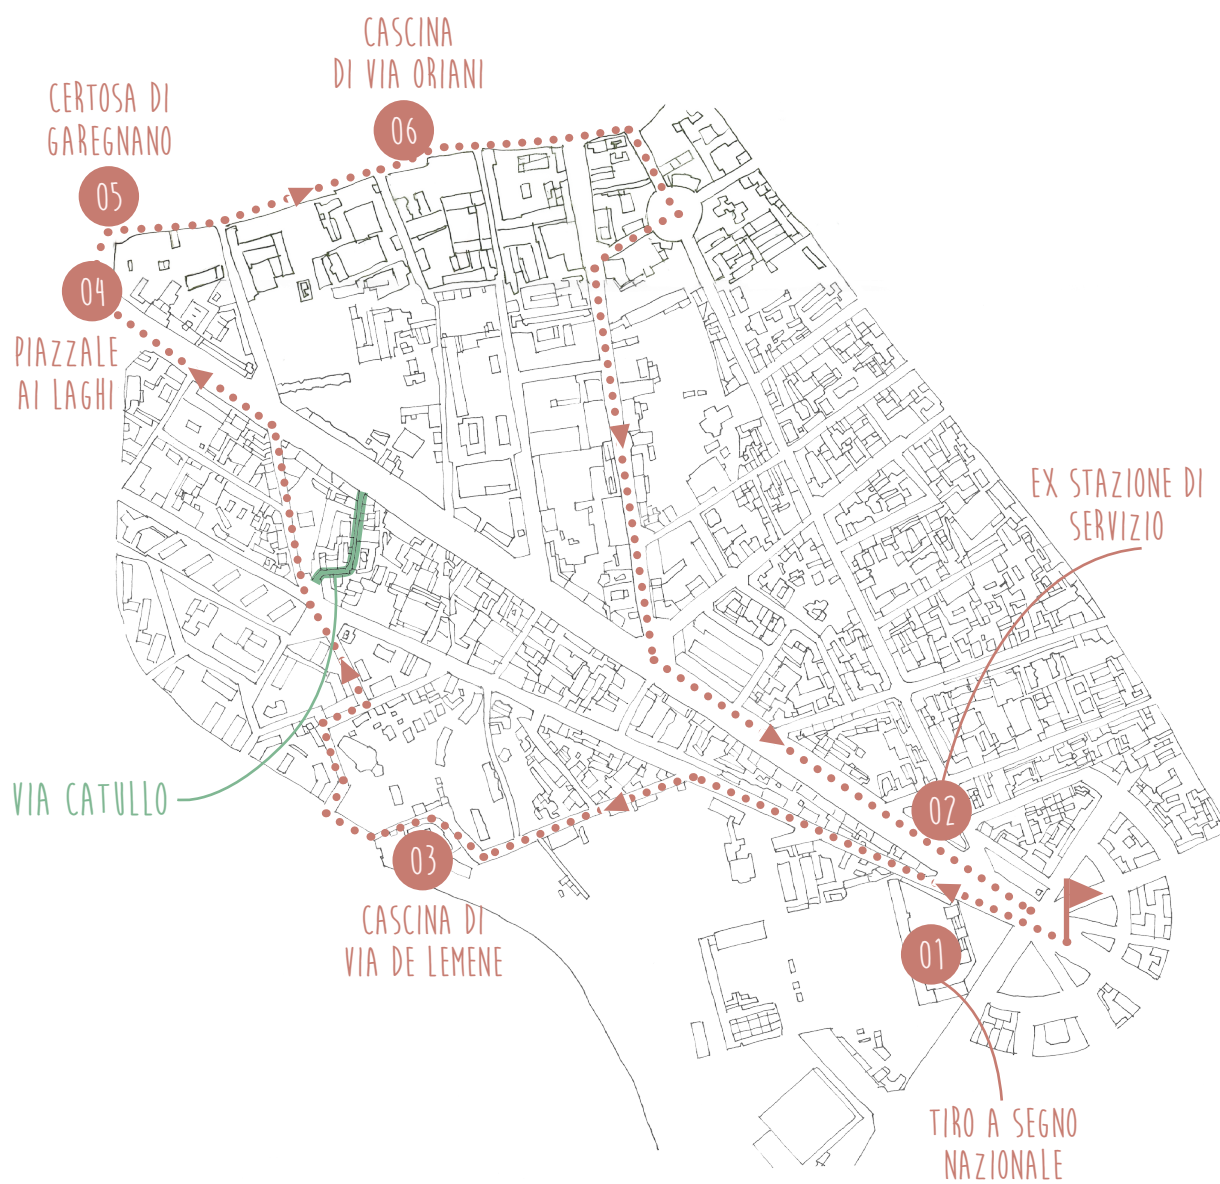 CASCINA
DI VIA ORIANI
06
CERTOSA DI
GAREGNANO
05
04
PIAZZALE
AI LAGHI
EX STAZIONE DI
SERVIZIO
VIA CATULLO
02
03
CASCINA DI
VIA DE LEMENE
01
TIRO A SEGNO
NAZIONALE